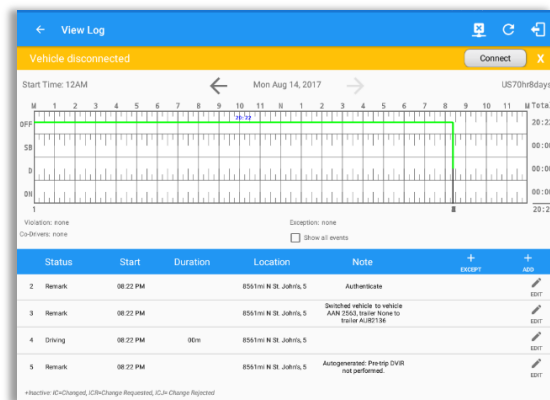 View Log
Vehicle disconnected Connect X
Start Time: 12AM Mon Aug 14, 2017 US70hr8days
M 1 2 3 4 5 6 7 8 9 10 11 N 1 2 3 4 5 6 7 8 9 10 11 M Total
OFF 20:22 20:22
SB 00:00
D 00:00
ON 00:00
1 20:2
Violation: none Exception: none
Co-Drivers: none Show all events
Status Start Duration Location Note + EXCEPT + ADD
2 Remark 08:22 PM 8561mi N St. John's, 5 Authenticate EDIT
3 Remark 08:22 PM 8561mi N St. John's, 5 Switched vehicle to vehicle
AAN 2563, trailer None to
trailer AUB2136 EDIT
4 Driving 08:22 PM 00m 8561mi N St. John's, 5 EDIT
5 Remark 08:22 PM 8561mi N St. John's, 5 Autogenerated: Pre-trip DVIR
not performed. EDIT
*Inactive: IC=Changed, ICR=Change Requested, ICJ= Change Rejected